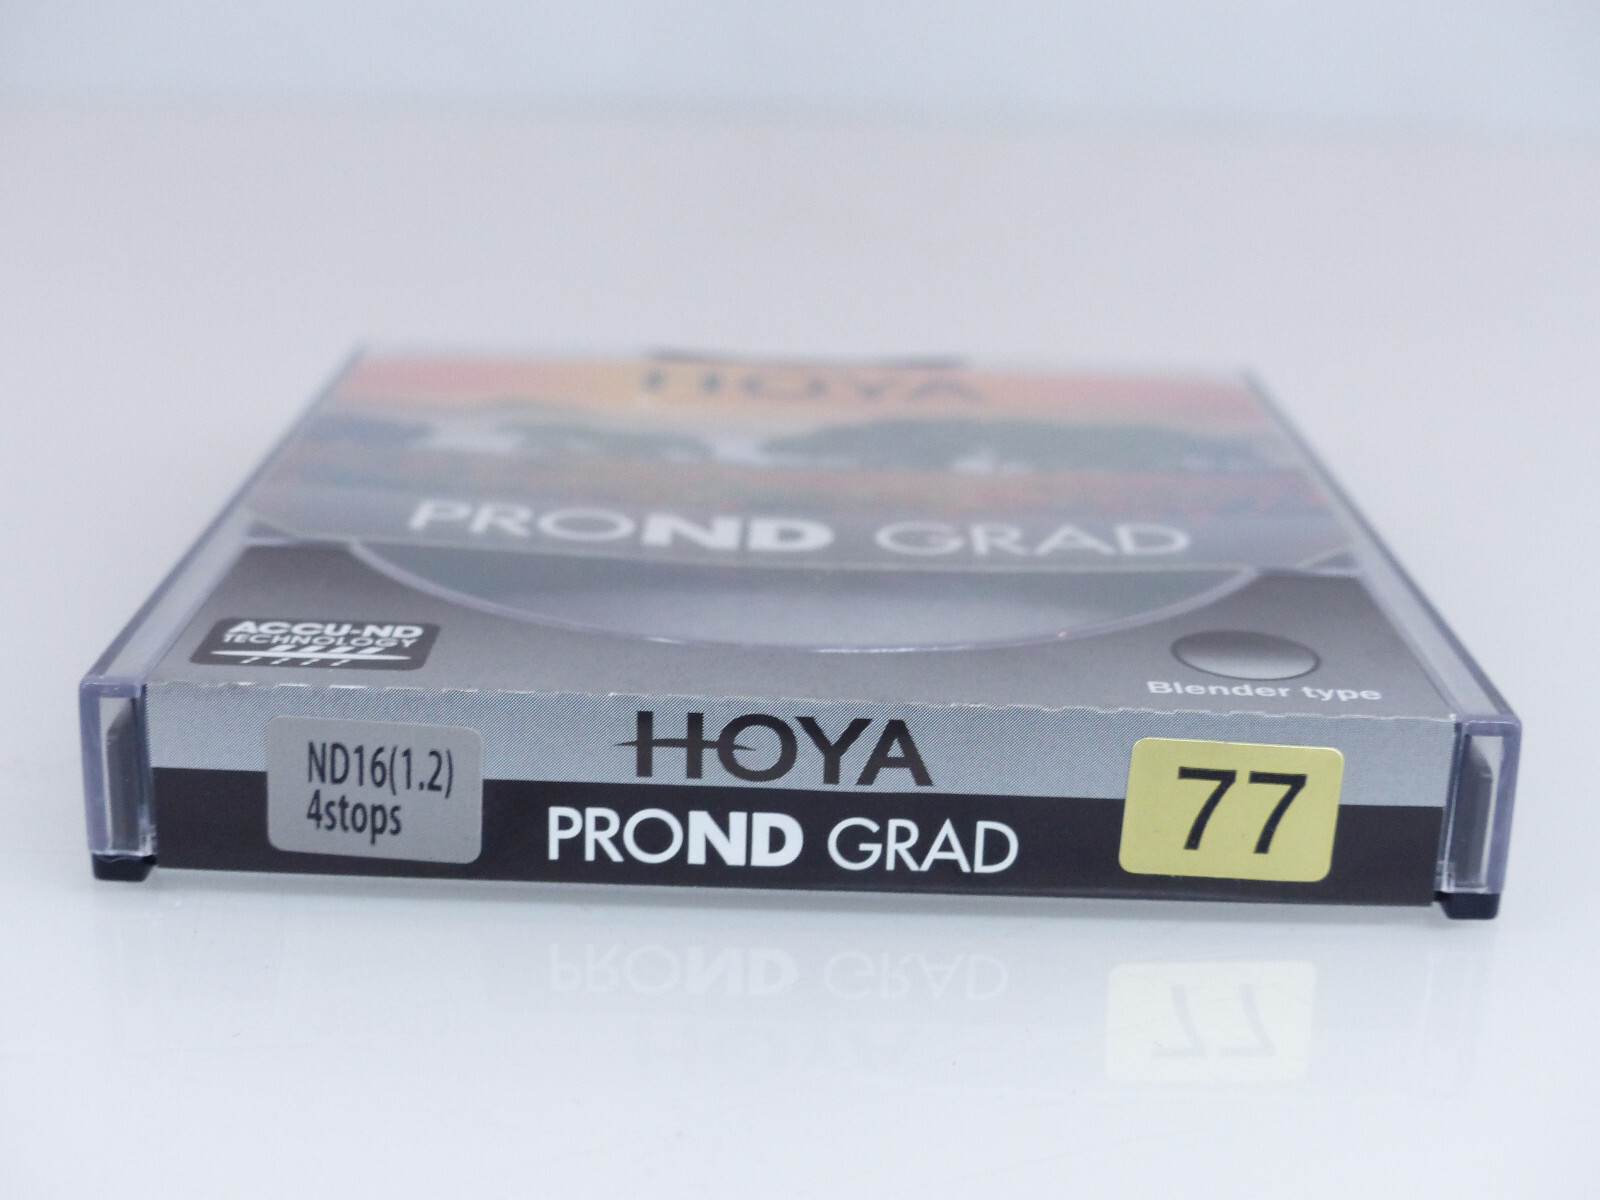 HOYA
PROND GRAD
ACCU-ND
TECHNOLOGY
Blender type
ND16(1.2)
4stops
HOYA
PROND GRAD
77